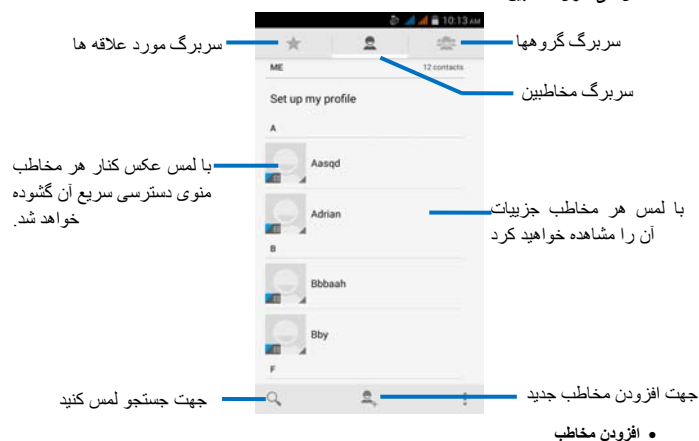 10:13 AM
سربرگ مورد علاقه ها
سربرگ گروهها
سربرگ مخاطبین
ME
12 contacts
Set up my profile
A
Aasqd
با لمس عکس کنار هر مخاطب
منوی دسترسی سریع آن گشوده
خواهد شد.
Adrian
با لمس هر مخاطب جزییات
آن را مشاهده خواهید کرد
B
Bbbaah
Bby
F
جهت جستجو لمس کنید
جهت افزودن مخاطب جدید
• افزودن مخاطب